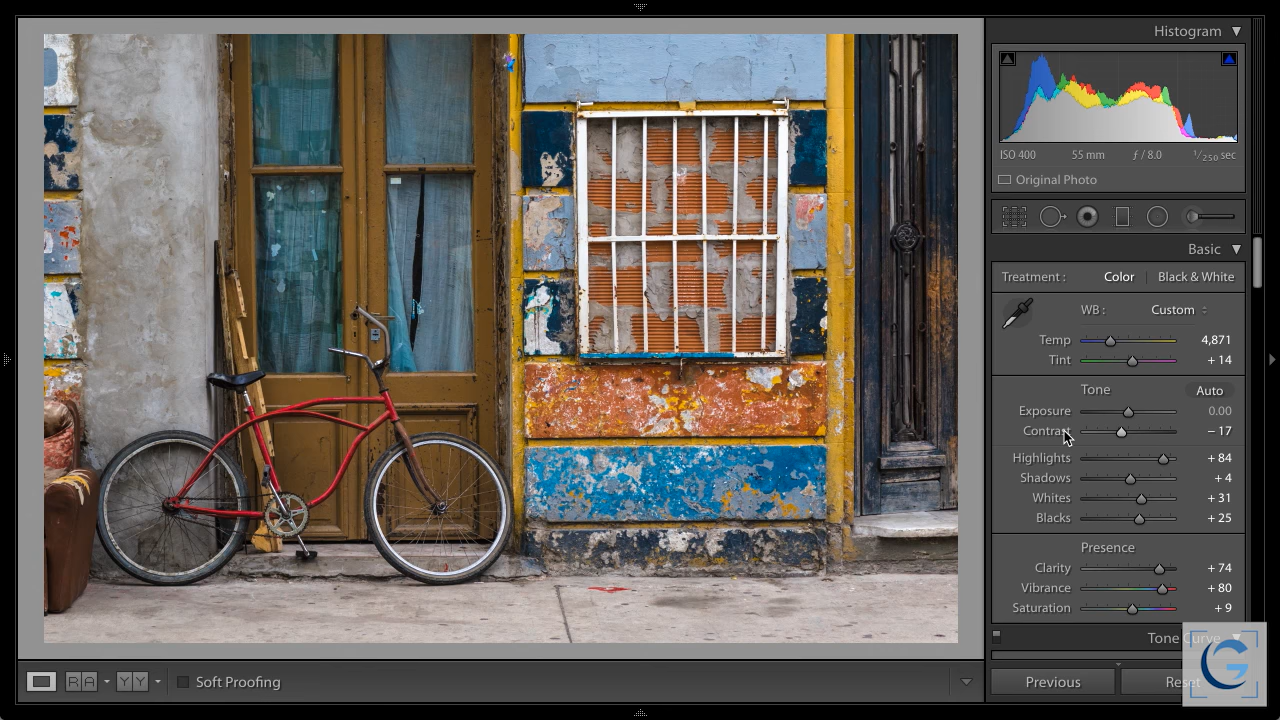 Histogram
ISO 400 55 mm ƒ / 8.0 1/250 sec
Original Photo
Basic
Treatment : Color Black & White
WB : Custom
Temp 4,871
Tint + 14
Tone Auto
Exposure 0.00
Contrast − 17
Highlights + 84
Shadows + 4
Whites + 31
Blacks + 25
Presence
Clarity + 74
Vibrance + 80
Saturation + 9
Tone Curve
R A Y Y Soft Proofing Previous Reset